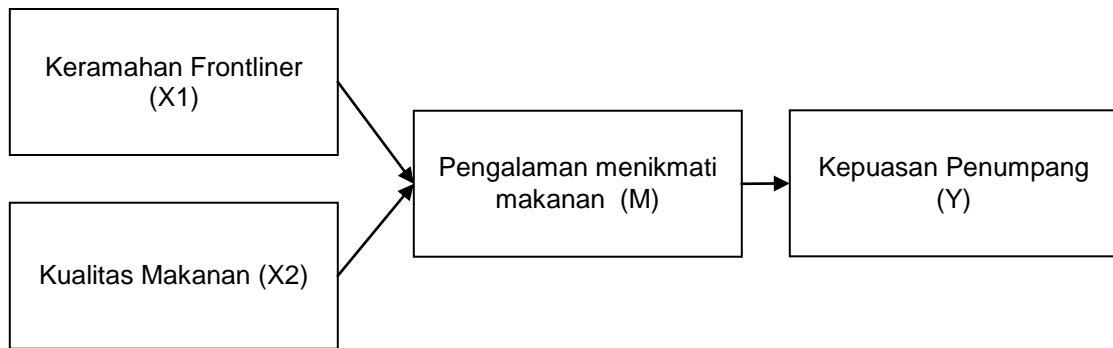 Keramahan Frontliner
(X1)
Kualitas Makanan (X2)
Pengalaman menikmati
makanan  (M)
Kepuasan Penumpang
(Y)